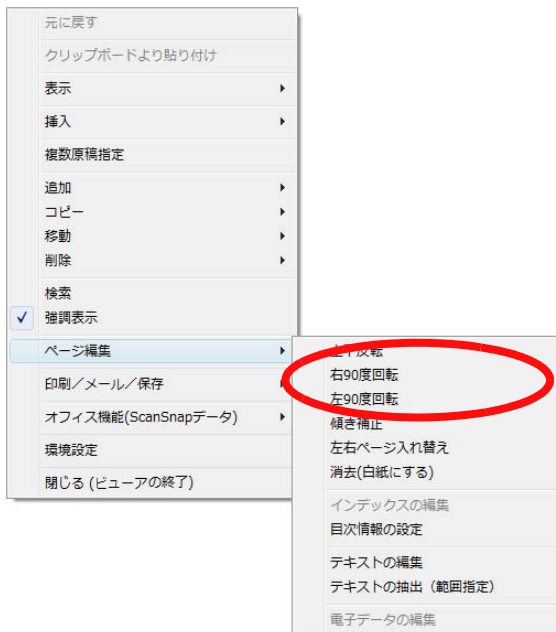 元に戻す
クリップボードより貼り付け
表示
挿入
複数原稿指定
追加
コピー
移動
削除
検索
強調表示
ページ編集
印刷／メール／保存
オフィス機能(ScanSnapデータ)
環境設定
閉じる (ビューアの終了)
上下反転
右90度回転
左90度回転
傾き補正
左右ページ入れ替え
消去(白紙にする)
インデックスの編集
目次情報の設定
テキストの編集
テキストの抽出（範囲指定）
電子データの編集